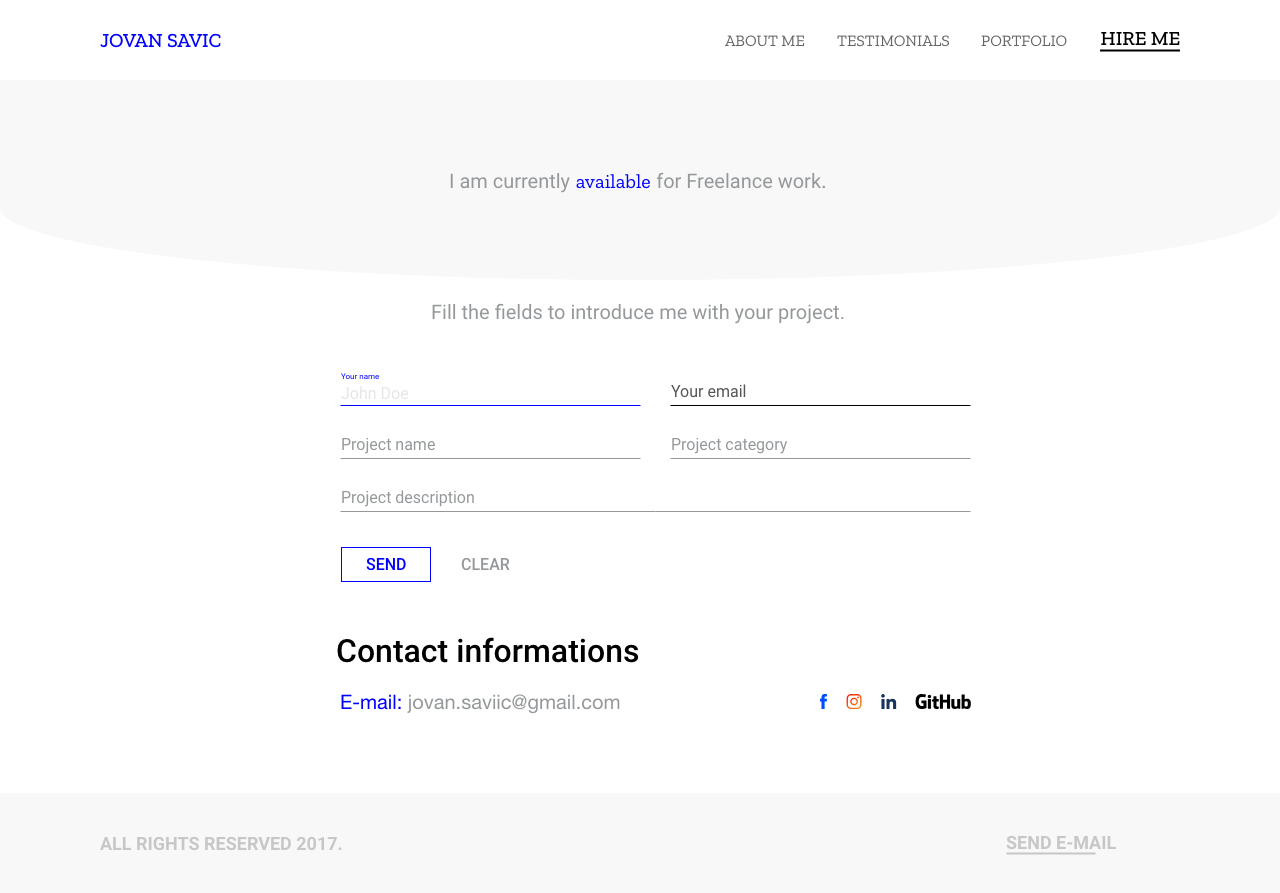 JOVAN SAVIC
ABOUT ME TESTIMONIALS PORTFOLIO HIRE ME
I am currently available for Freelance work.
Fill the fields to introduce me with your project.
Your name
John Doe
Your email
Project name
Project category
Project description
SEND
CLEAR
Contact informations
E-mail: jovan.saviic@gmail.com
f
in
GitHub
ALL RIGHTS RESERVED 2017.
SEND E-MAIL